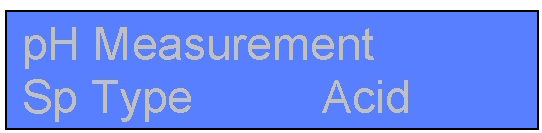 pH Measurement
Sp Type Acid